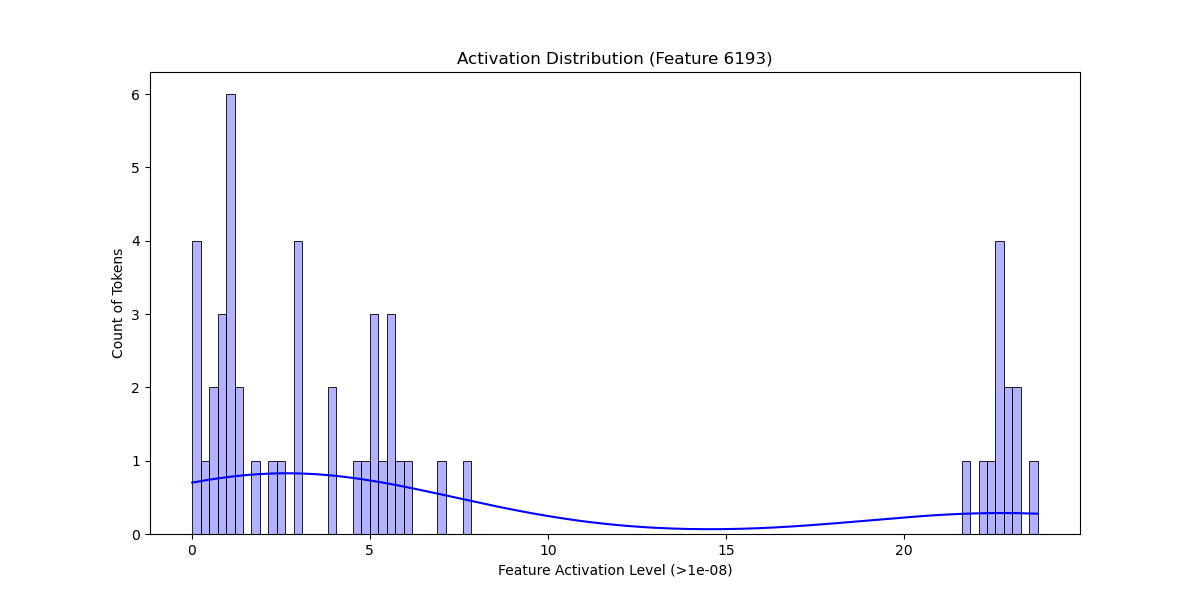 Activation Distribution (Feature 6193)
6
5
4
3
2
1
0
Count of Tokens
0 5 10 15 20
Feature Activation Level (>1e-08)